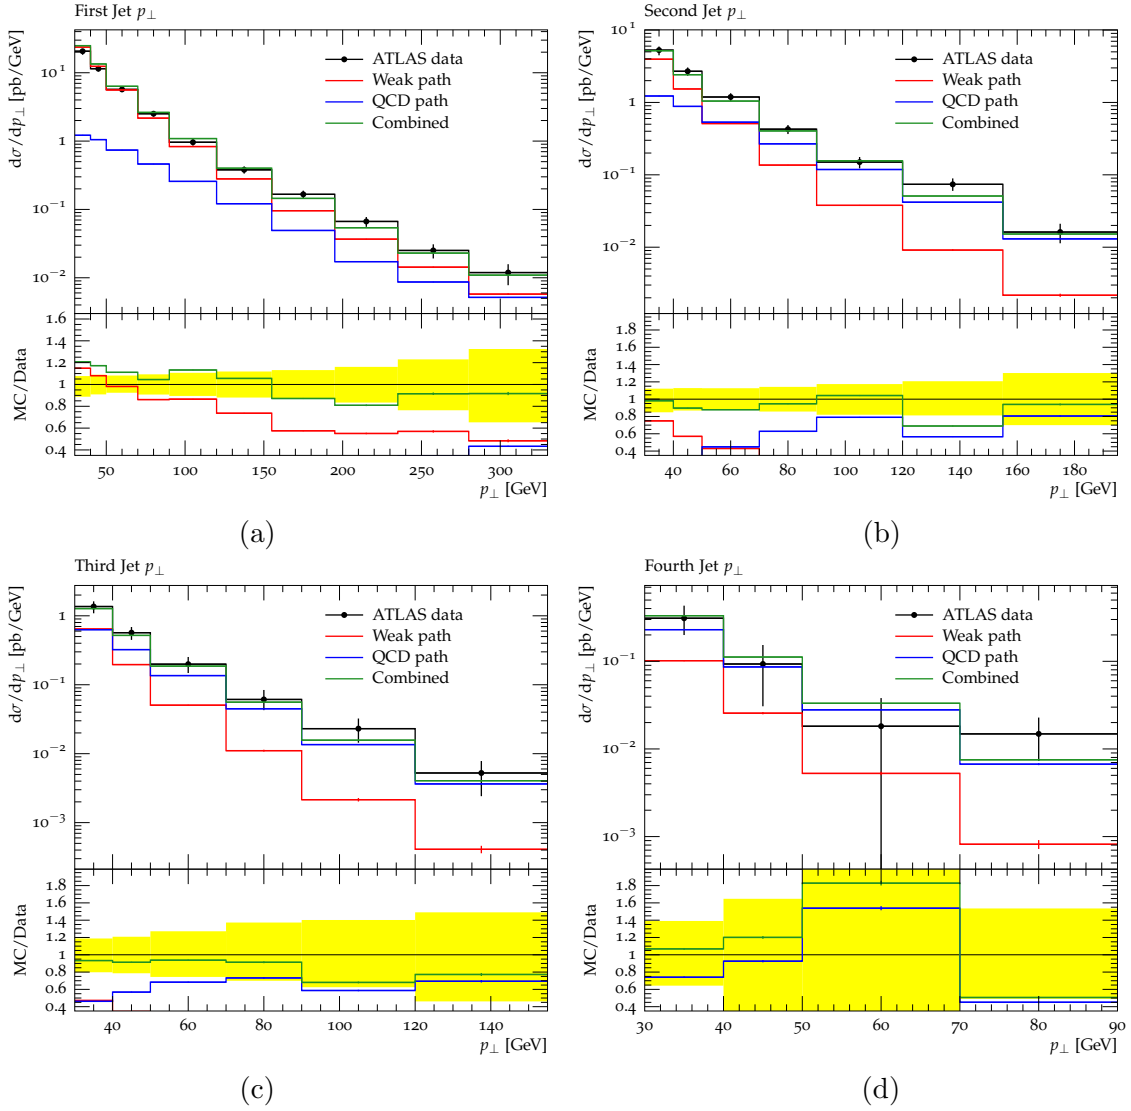 First Jet p⊥
dσ/dp⊥ [pb/GeV]
10^1
1
10^−1
10^−2
ATLAS data
Weak path
QCD path
Combined
MC/Data
1.6
1.4
1.2
1
0.8
0.6
0.4
50 100 150 200 250 300
p⊥ [GeV]
(a)
Second Jet p⊥
dσ/dp⊥ [pb/GeV]
10^1
1
10^−1
10^−2
ATLAS data
Weak path
QCD path
Combined
MC/Data
1.8
1.6
1.4
1.2
1
0.8
0.6
0.4
40 60 80 100 120 140 160 180
p⊥ [GeV]
(b)
Third Jet p⊥
dσ/dp⊥ [pb/GeV]
1
10^−1
10^−2
10^−3
ATLAS data
Weak path
QCD path
Combined
MC/Data
1.8
1.6
1.4
1.2
1
0.8
0.6
0.4
40 60 80 100 120 140
p⊥ [GeV]
(c)
Fourth Jet p⊥
dσ/dp⊥ [pb/GeV]
10^−1
10^−2
10^−3
ATLAS data
Weak path
QCD path
Combined
MC/Data
1.8
1.6
1.4
1.2
1
0.8
0.6
0.4
30 40 50 60 70 80 90
p⊥ [GeV]
(d)